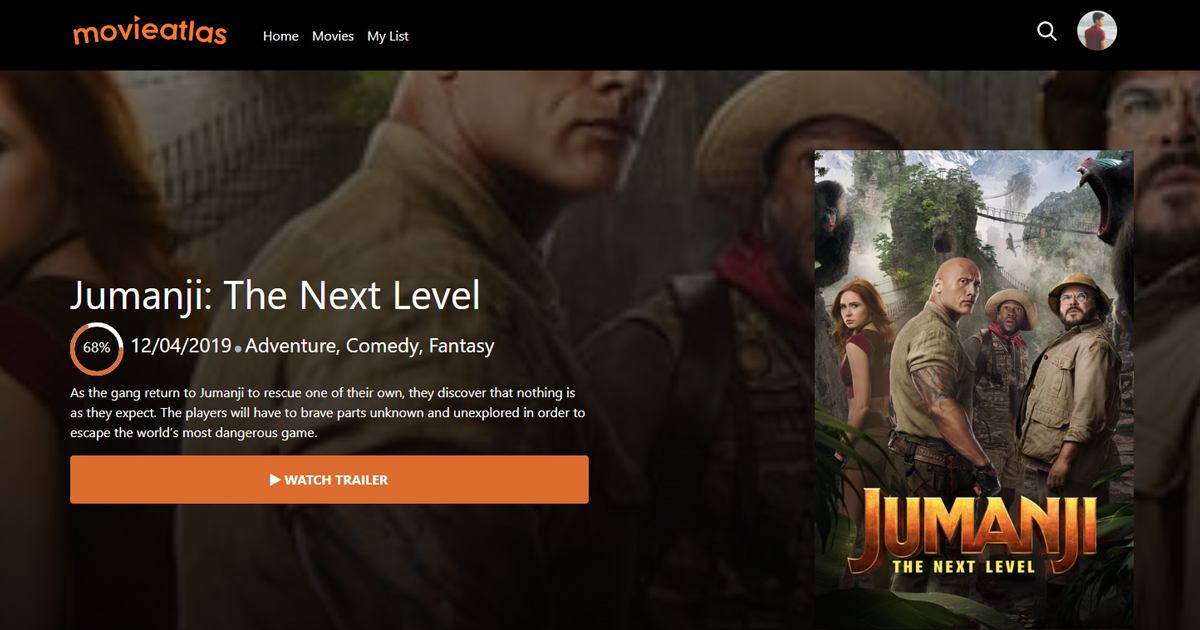 movieatlas
Home Movies My List
Jumanji: The Next Level
68% 12/04/2019 • Adventure, Comedy, Fantasy
As the gang return to Jumanji to rescue one of their own, they discover that nothing is
as they expect. The players will have to brave parts unknown and unexplored in order to
escape the world’s most dangerous game.
▶ WATCH TRAILER
JUMANJI
THE NEXT LEVEL